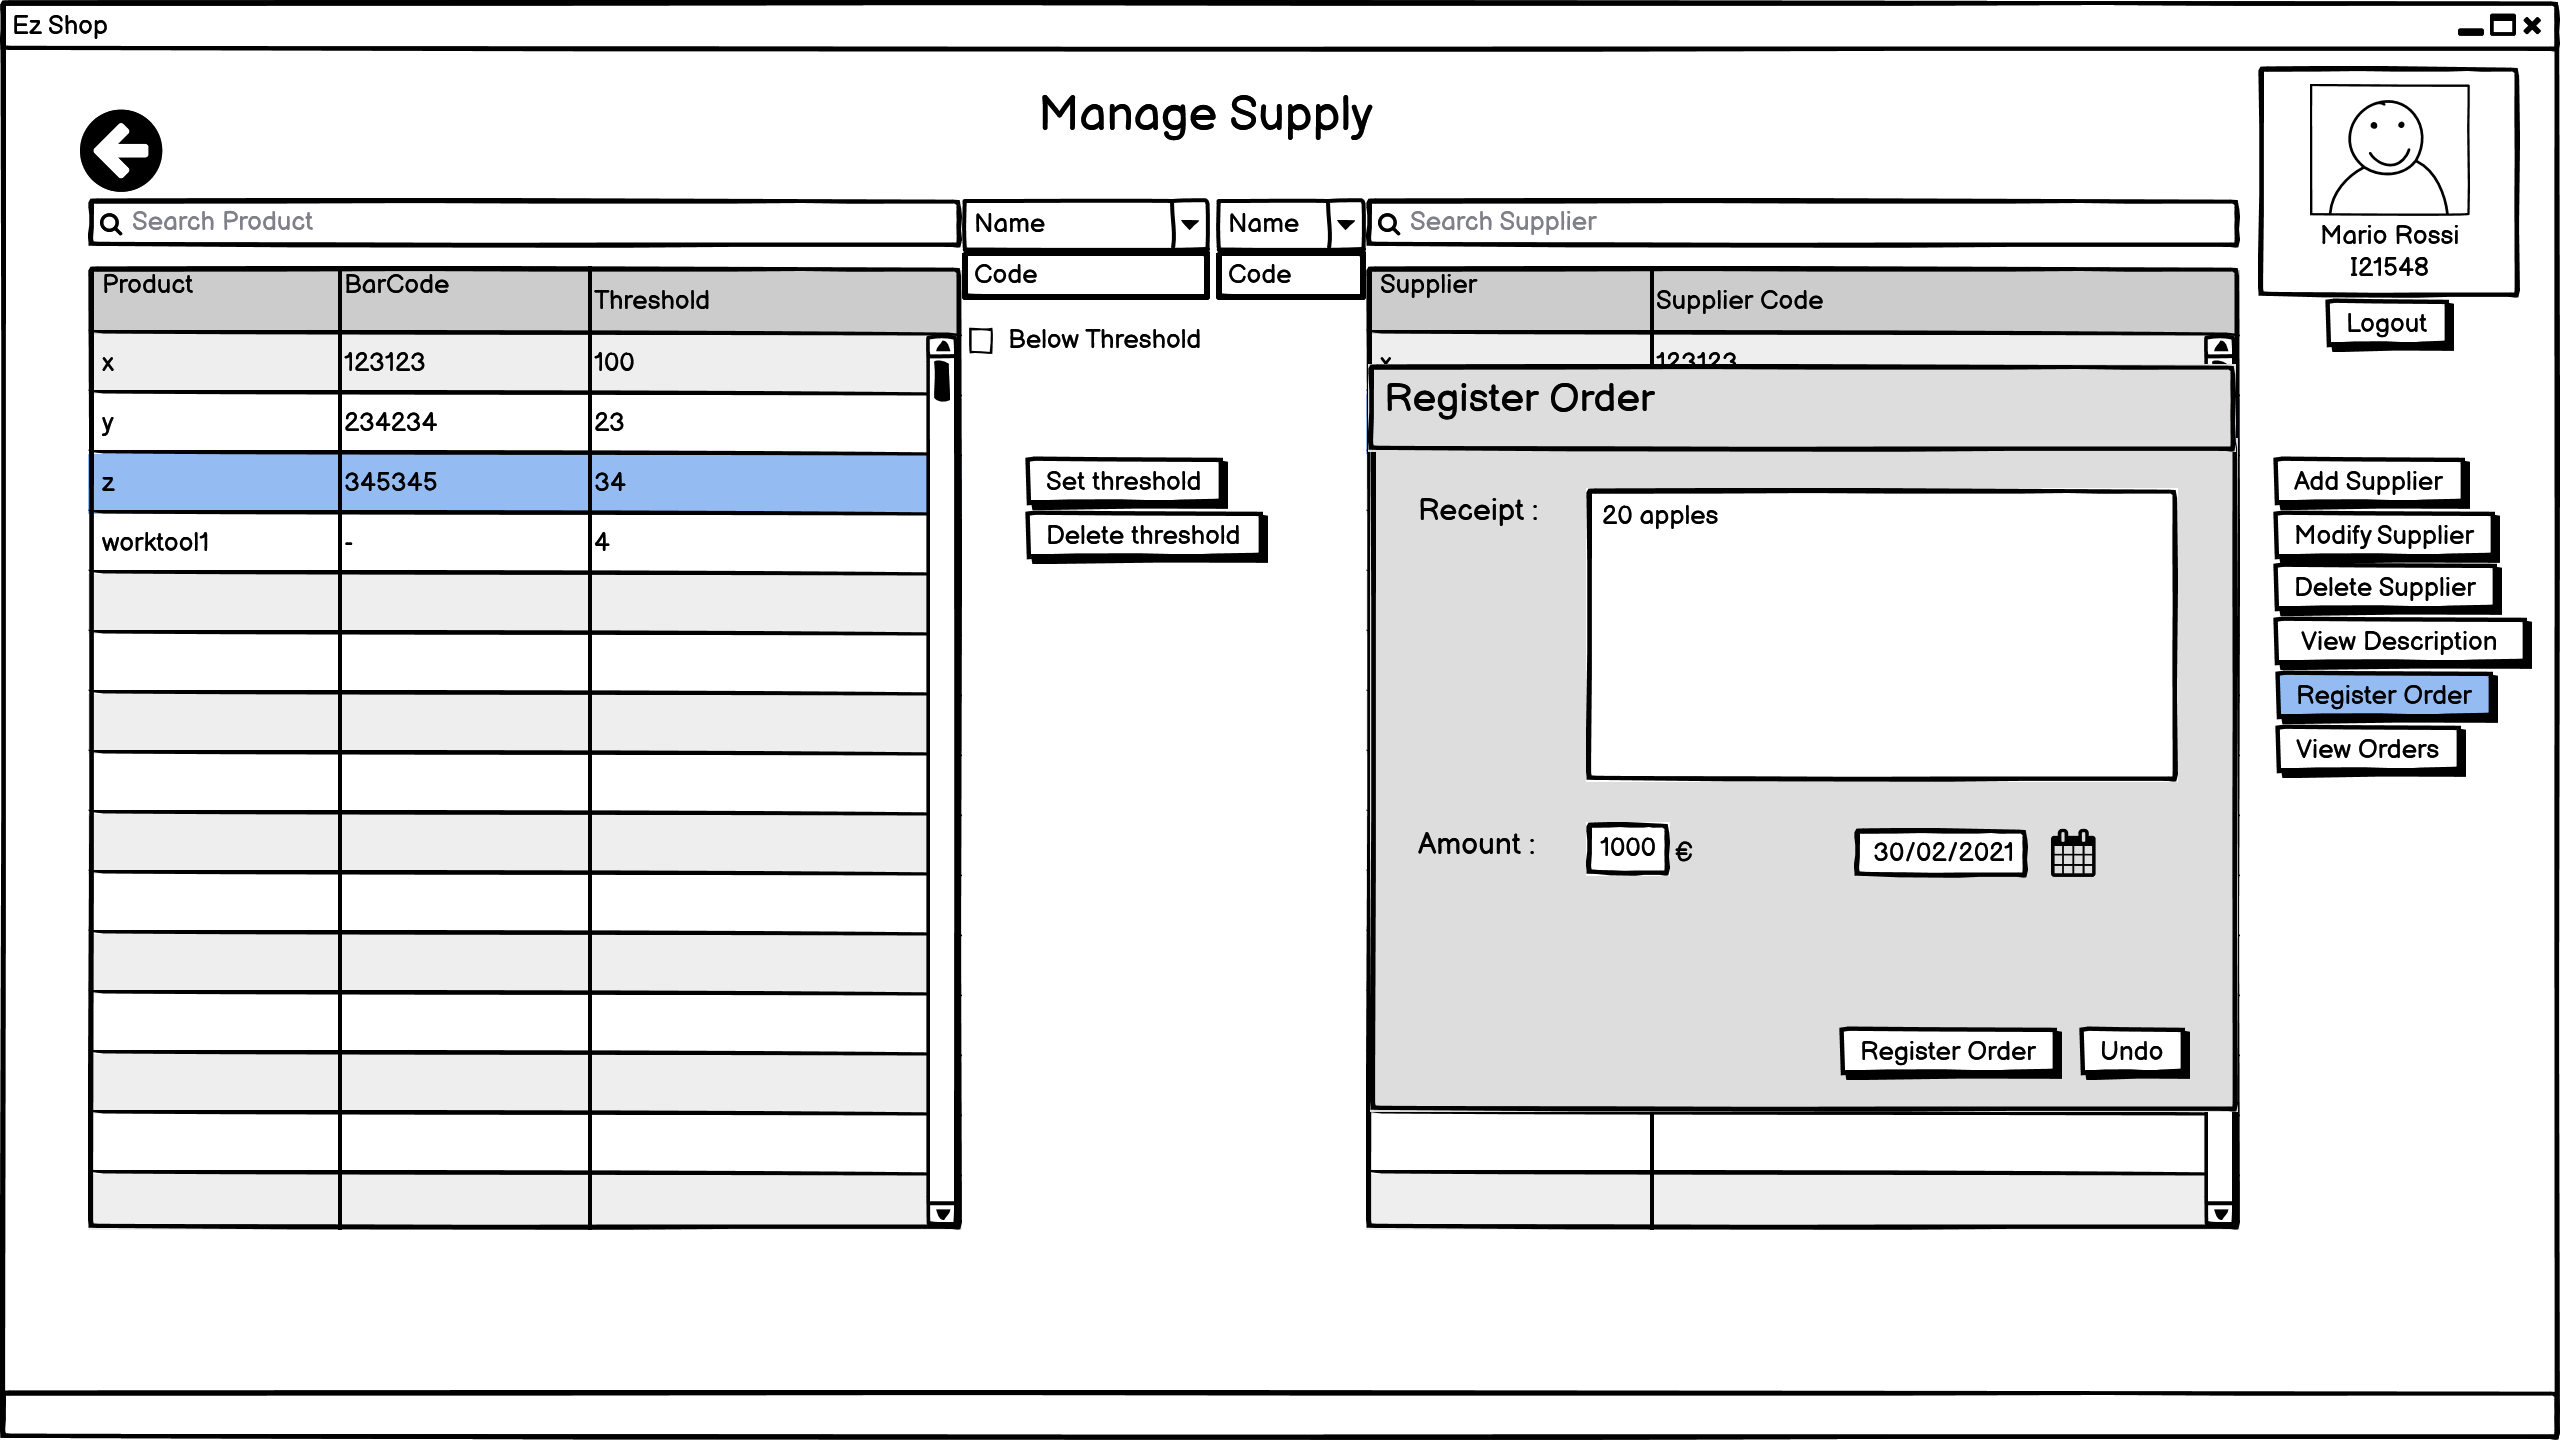 Ez Shop
Manage Supply
Mario Rossi
I21548
Logout
Search Product
Name
Code
Name
Code
Search Supplier
Product BarCode Threshold
x 123123 100
y 234234 23
z 345345 34
worktool1 - 4
Below Threshold
Set threshold
Delete threshold
Supplier Supplier Code
x 123123
Register Order
Receipt :
20 apples
Amount :
1000 €
30/02/2021
Register Order
Undo
Add Supplier
Modify Supplier
Delete Supplier
View Description
Register Order
View Orders